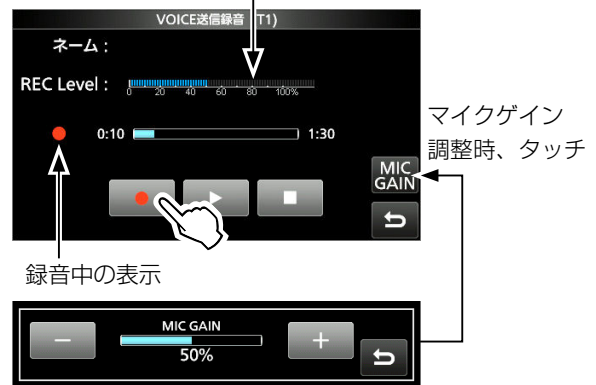 VOICE送信録音 (T1)
ネーム：
REC Level：
0 20 40 60 80 100%
0:10 1:30
マイクゲイン
調整時、タッチ
MIC
GAIN
録音中の表示
MIC GAIN
50%